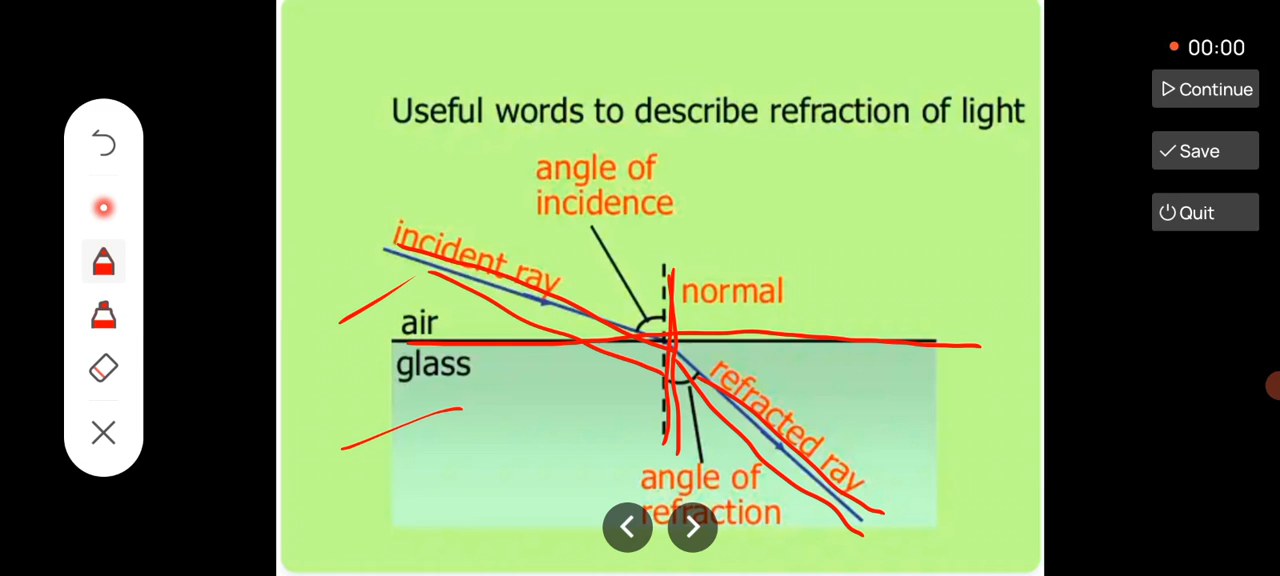 00:00
Continue
Save
Quit
Useful words to describe refraction of light
angle of
incidence
incident ray
normal
air
glass
refracted ray
angle of
refraction